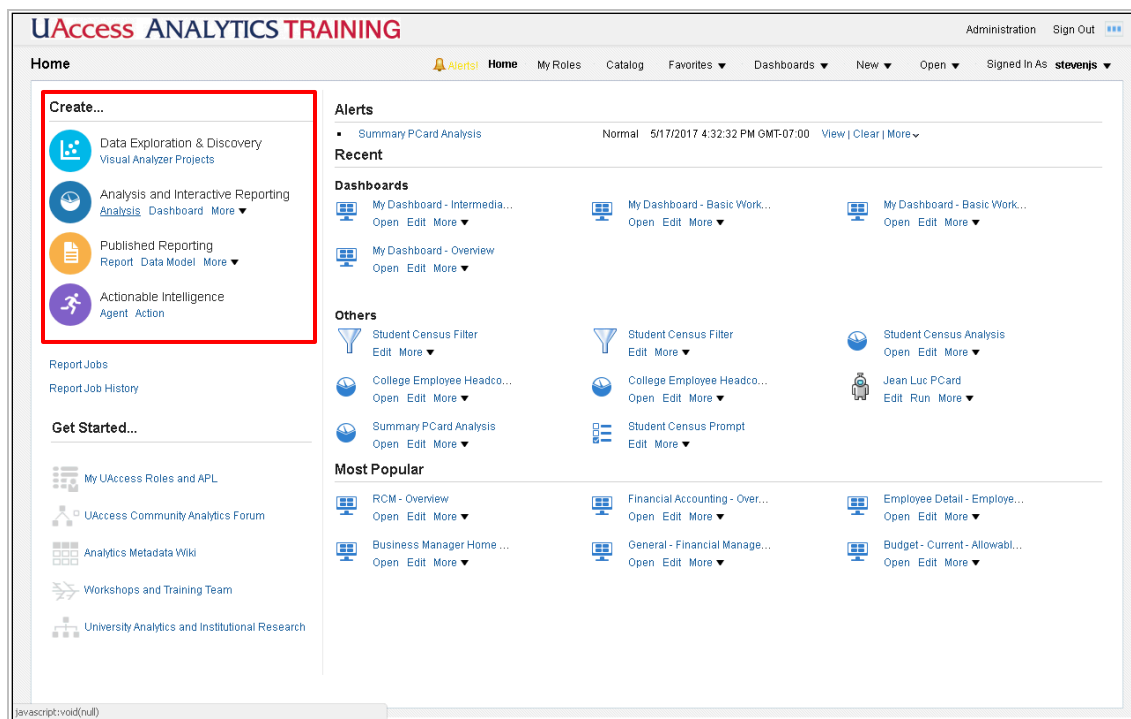 UAccess ANALYTICS TRAINING
Administration Sign Out
Home
Alerts! Home My Roles Catalog Favorites Dashboards New Open Signed In As stevenjs
Create...
Data Exploration & Discovery
Visual Analyzer Projects
Analysis and Interactive Reporting
Analysis Dashboard More
Published Reporting
Report Data Model More
Actionable Intelligence
Agent Action
Report Jobs
Report Job History
Get Started...
My UAccess Roles and APL
UAccess Community Analytics Forum
Analytics Metadata Wiki
Workshops and Training Team
University Analytics and Institutional Research
Alerts
Summary PCard Analysis Normal 5/17/2017 4:32:32 PM GMT-07:00 View | Clear | More
Recent
Dashboards
My Dashboard - Intermedia... My Dashboard - Basic Work... My Dashboard - Basic Work...
Open Edit More Open Edit More Open Edit More
My Dashboard - Overview
Open Edit More
Others
Student Census Filter Student Census Filter Student Census Analysis
Edit More Edit More Open Edit More
College Employee Headco... College Employee Headco... Jean Luc PCard
Open Edit More Open Edit More Edit Run More
Summary PCard Analysis Student Census Prompt
Open Edit More Edit More
Most Popular
RCM - Overview Financial Accounting - Over... Employee Detail - Employe...
Open Edit More Open Edit More Open Edit More
Business Manager Home ... General - Financial Manage... Budget - Current - Allowabl...
Open Edit More Open Edit More Open Edit More
javascript:void(null)